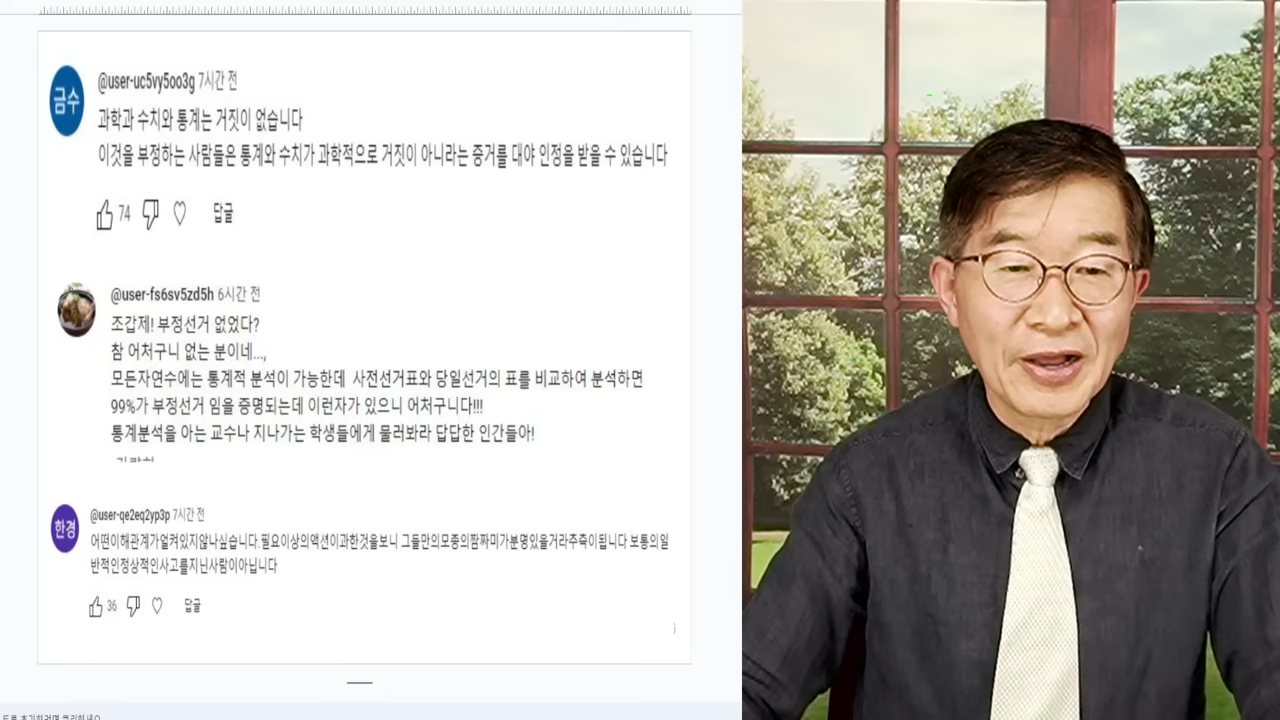 금수
@user-uc5vy5oo3g 7시간 전
과학과 수치와 통계는 거짓이 없습니다
이것을 부정하는 사람들은 통계와 수치가 과학적으로 거짓이 아니라는 증거를 대야 인정을 받을 수 있습니다
74 답글
@user-fs6sv5zd5h 6시간 전
조갑제! 부정선거 없었다?
참 어처구니 없는 분이네...,
모든자연수에는 통계적 분석이 가능한데 사전선거표와 당일선거의 표를 비교하여 분석하면
99%가 부정선거 임을 증명되는데 이런자가 있으니 어처구니다!!!
통계분석을 아는 교수나 지나가는 학생들에게 물러봐라 답답한 인간들아!
한경
@user-qe2eq2yp3p 7시간 전
어떤이해관계가얼켜있지않나싶습니다.필요이상의액션이과한것을보니 그들만의모종의짬짜미가분명있을거라추축이됩니다 보통의일
반적인정상적인사고를지닌사람이아닙니다
36 답글